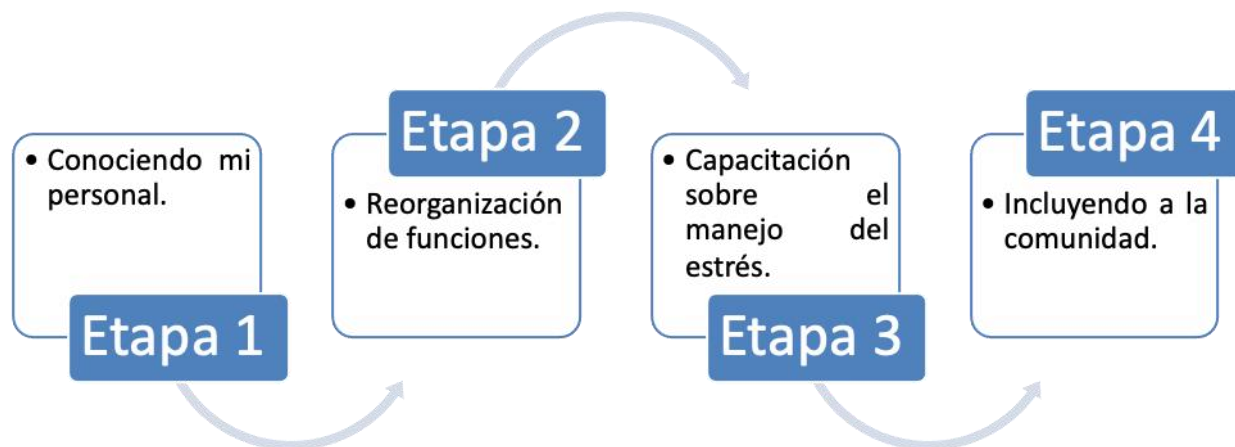 • Conociendo mi
personal.
Etapa 1
Etapa 2
• Reorganización
de funciones.
• Capacitación
sobre el
manejo del
estrés.
Etapa 3
Etapa 4
• Incluyendo a la
comunidad.